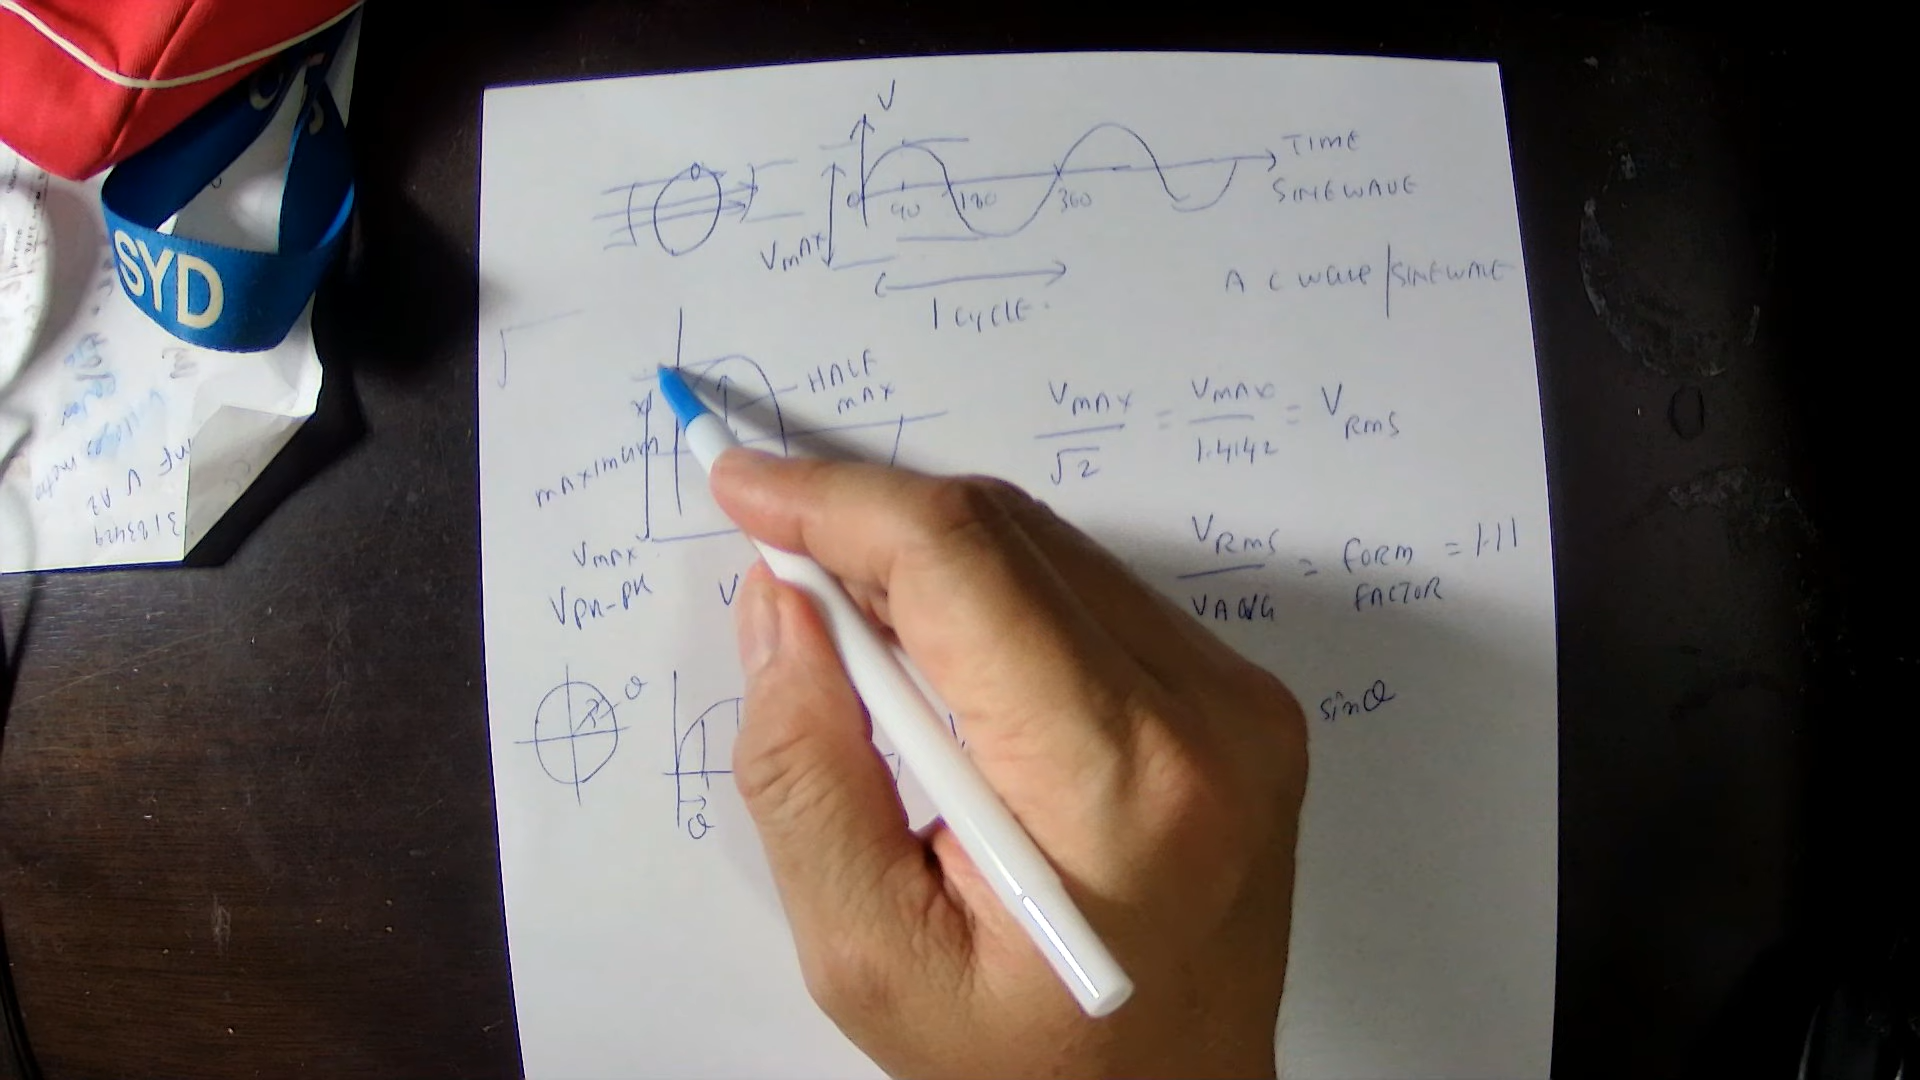 V
TIME
SINEWAVE
0
90
180
360
VMAX
1 CYCLE.
A C WAVE / SINEWAVE
HALF
MAX
MAXIMUM
VMAX
VPK-PK
V
VMAX / √2 = VMAX / 1.4142 = VRMS
VRMS / VAVG = FORM FACTOR = 1.11
θ
θ
sinθ
SYD
3123429